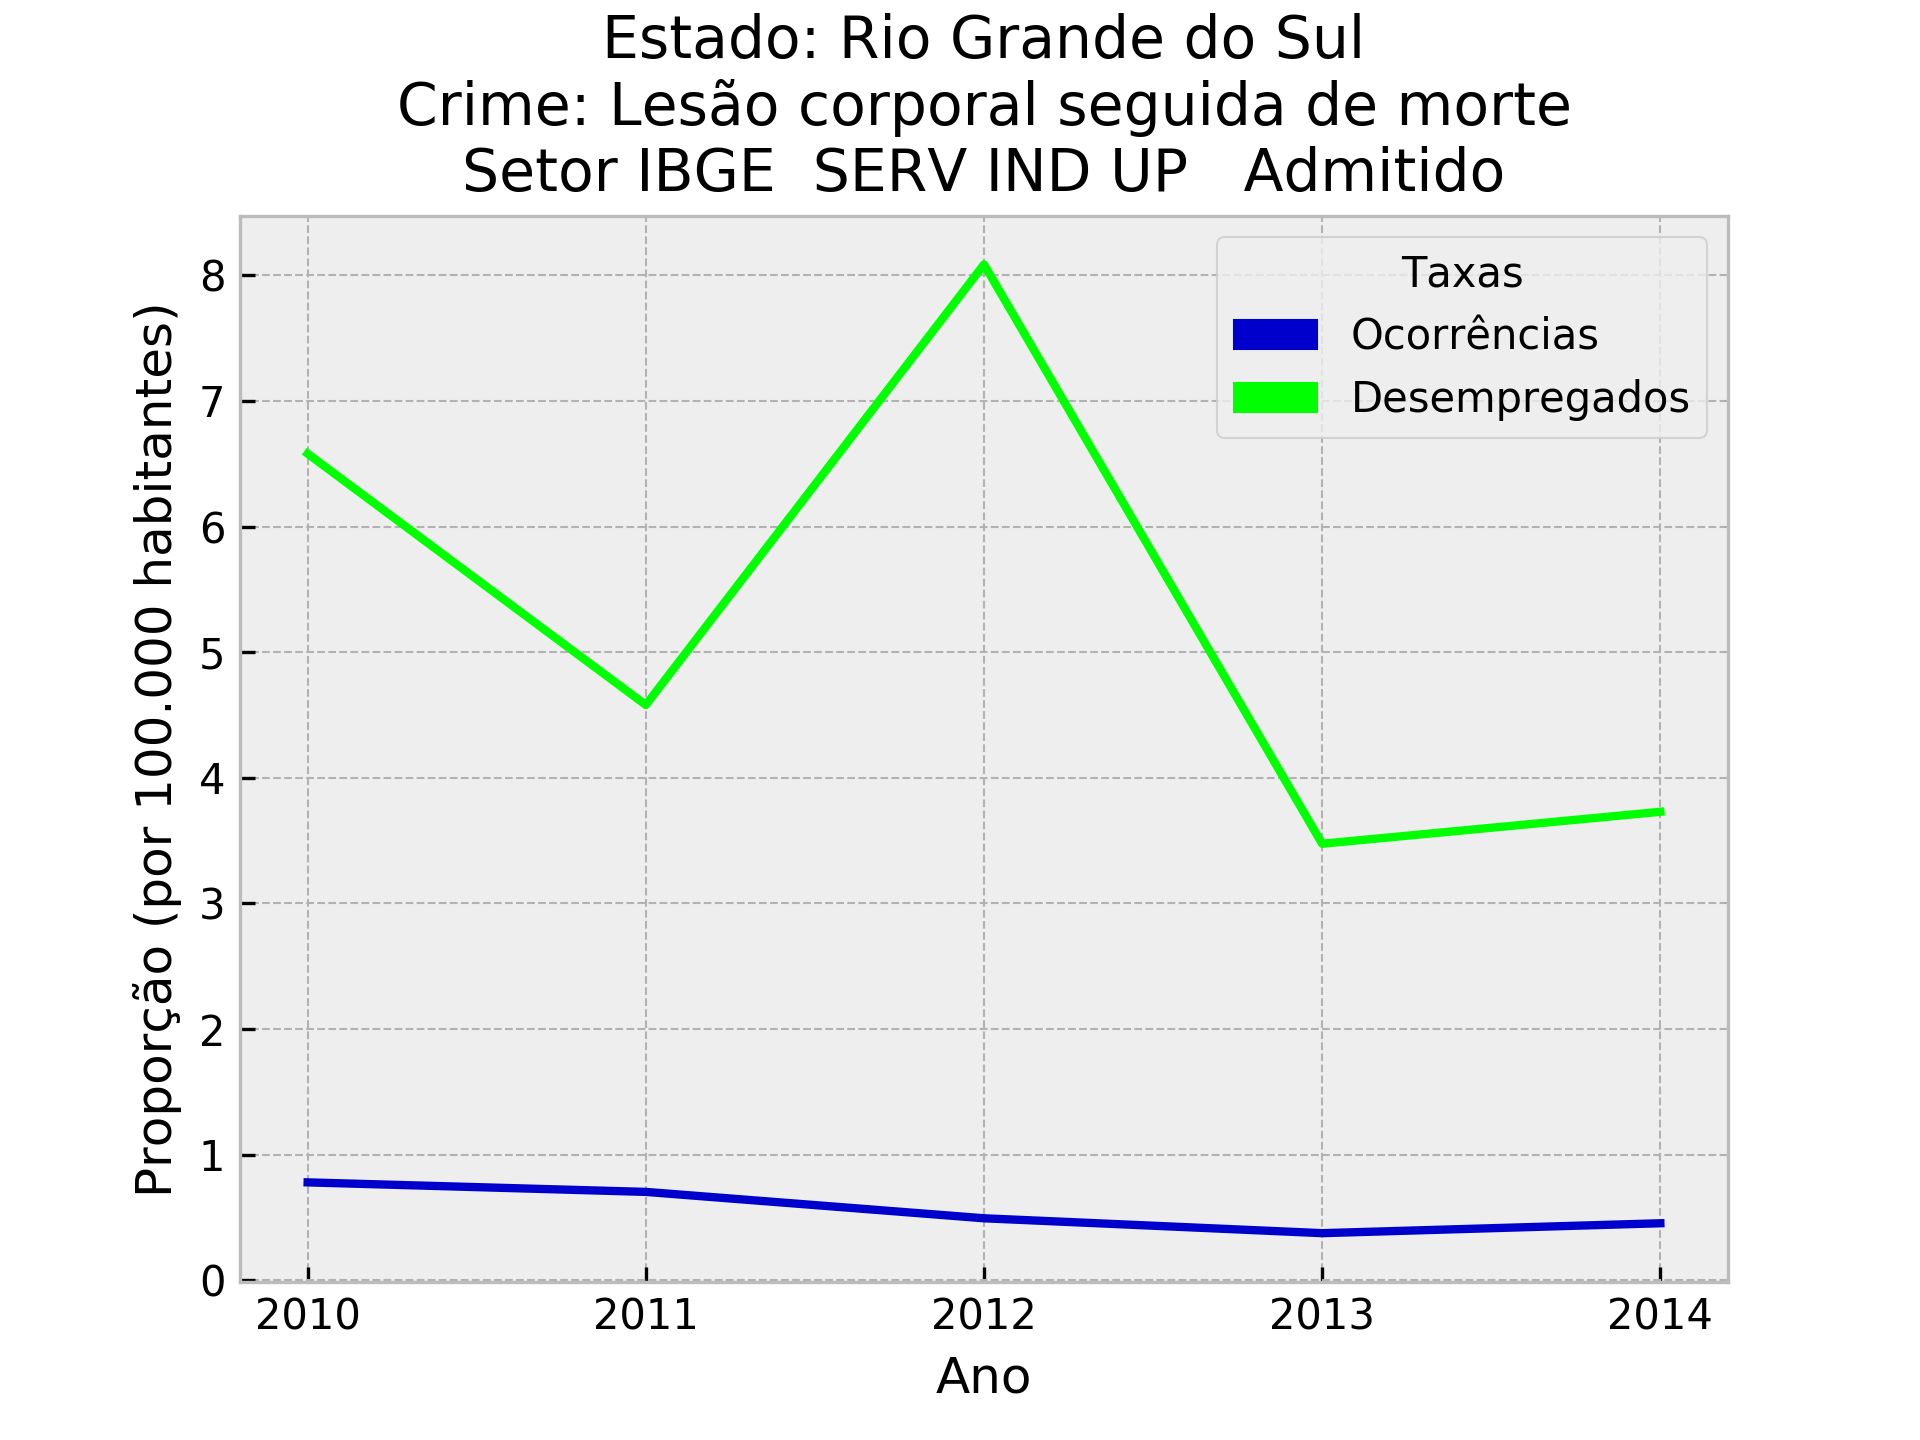 Estado: Rio Grande do Sul
Crime: Lesão corporal seguida de morte
Setor IBGE  SERV IND UP   Admitido
Proporção (por 100.000 habitantes)
8
7
6
5
4
3
2
1
0
Taxas
Ocorrências
Desempregados
2010 2011 2012 2013 2014
Ano